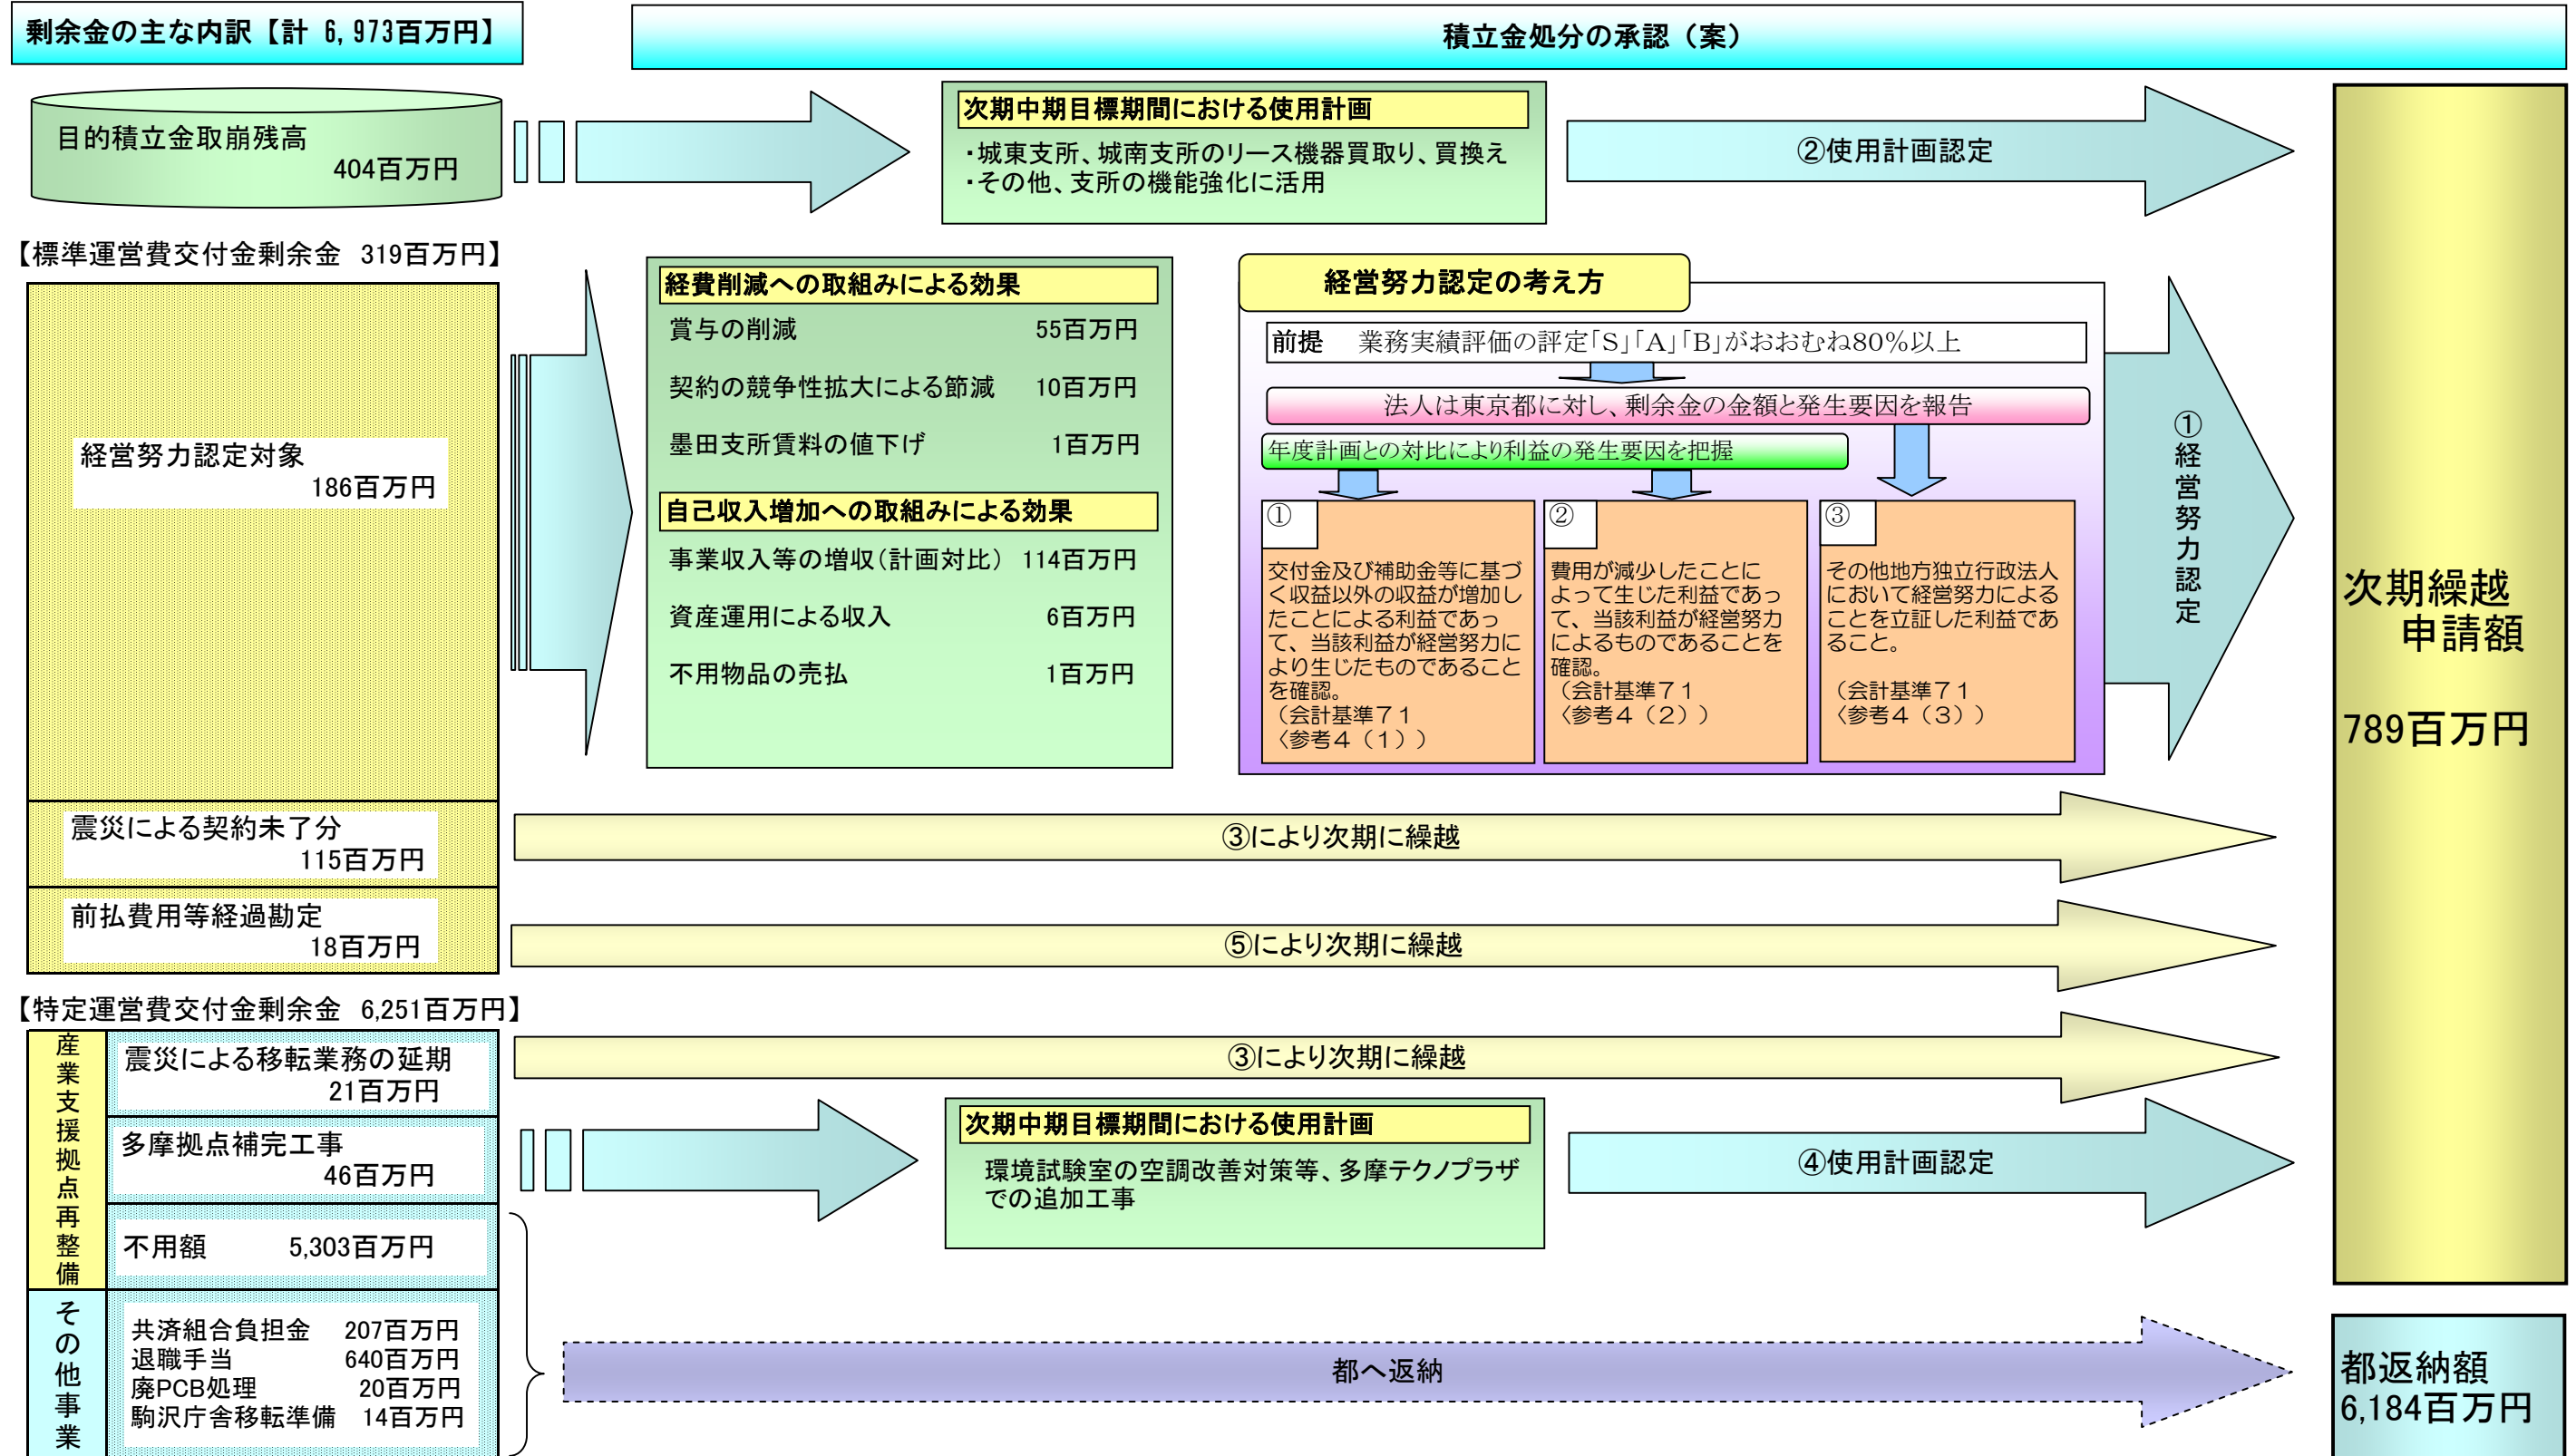 剰余金の主な内訳【計 6,973百万円】
積立金処分の承認（案）
目的積立金取崩残高
404百万円
次期中期目標期間における使用計画
・城東支所、城南支所のリース機器買取り、買換え
・その他、支所の機能強化に活用
②使用計画認定
【標準運営費交付金剰余金 319百万円】
経営努力認定対象
186百万円
経費削減への取組みによる効果
賞与の削減 55百万円
契約の競争性拡大による節減 10百万円
墨田支所賃料の値下げ 1百万円
自己収入増加への取組みによる効果
事業収入等の増収(計画対比) 114百万円
資産運用による収入 6百万円
不用物品の売払 1百万円
経営努力認定の考え方
前提 業務実績評価の評定「S」「A」「B」がおおむね80％以上
法人は東京都に対し、剰余金の金額と発生要因を報告
年度計画との対比により利益の発生要因を把握
①
交付金及び補助金等に基づ
く収益以外の収益が増加し
たことによる利益であっ
て、当該利益が経営努力に
より生じたものであること
を確認。
（会計基準７１
〈参考４（１））
②
費用が減少したことに
よって生じた利益であっ
て、当該利益が経営努力
によるものであることを
確認。
（会計基準７１
〈参考４（２））
③
その他地方独立行政法人
において経営努力による
ことを立証した利益であ
ること。
（会計基準７１
〈参考４（３））
①経営努力認定
次期繰越
申請額
789百万円
震災による契約未了分
115百万円
③により次期に繰越
前払費用等経過勘定
18百万円
⑤により次期に繰越
【特定運営費交付金剰余金 6,251百万円】
産業支援拠点再整備
震災による移転業務の延期
21百万円
③により次期に繰越
多摩拠点補完工事
46百万円
次期中期目標期間における使用計画
環境試験室の空調改善対策等、多摩テクノプラザ
での追加工事
④使用計画認定
不用額 5,303百万円
その他事業
共済組合負担金 207百万円
退職手当 640百万円
廃PCB処理 20百万円
駒沢庁舎移転準備 14百万円
都へ返納
都返納額
6,184百万円